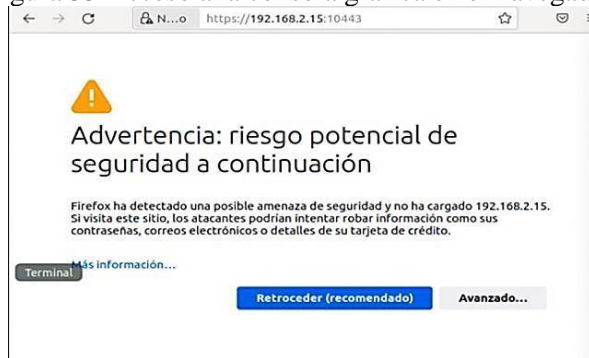 N...o https://192.168.2.15:10443
Advertencia: riesgo potencial de
seguridad a continuación
Firefox ha detectado una posible amenaza de seguridad y no ha cargado 192.168.2.15.
Si visita este sitio, los atacantes podrían intentar robar información como sus
contraseñas, correos electrónicos o detalles de su tarjeta de crédito.
Más información...
Terminal
Retroceder (recomendado) Avanzado...